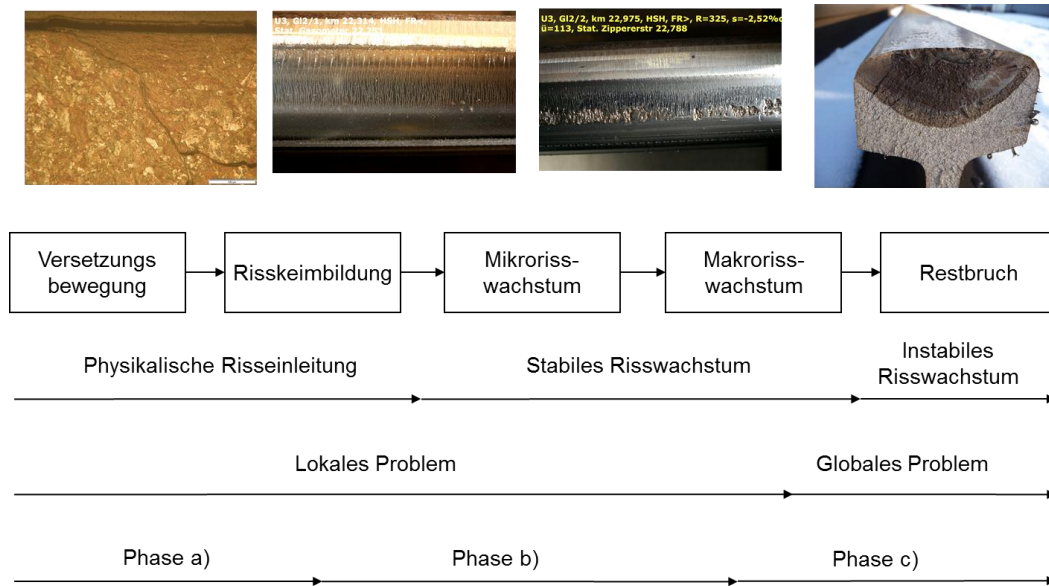 U3, Gl2/1, km 22,314, HSH, FR<,
U3, Gl2/2, km 22,975, HSH, FR>, R=325, s=-2,52%
ü=113, Stat. Zippererstr 22,788
Versetzungs
bewegung
Risskeimbildung
Mikroriss-
wachstum
Makroriss-
wachstum
Restbruch
Physikalische Risseinleitung
Stabiles Risswachstum
Instabiles
Risswachstum
Lokales Problem
Globales Problem
Phase a)
Phase b)
Phase c)